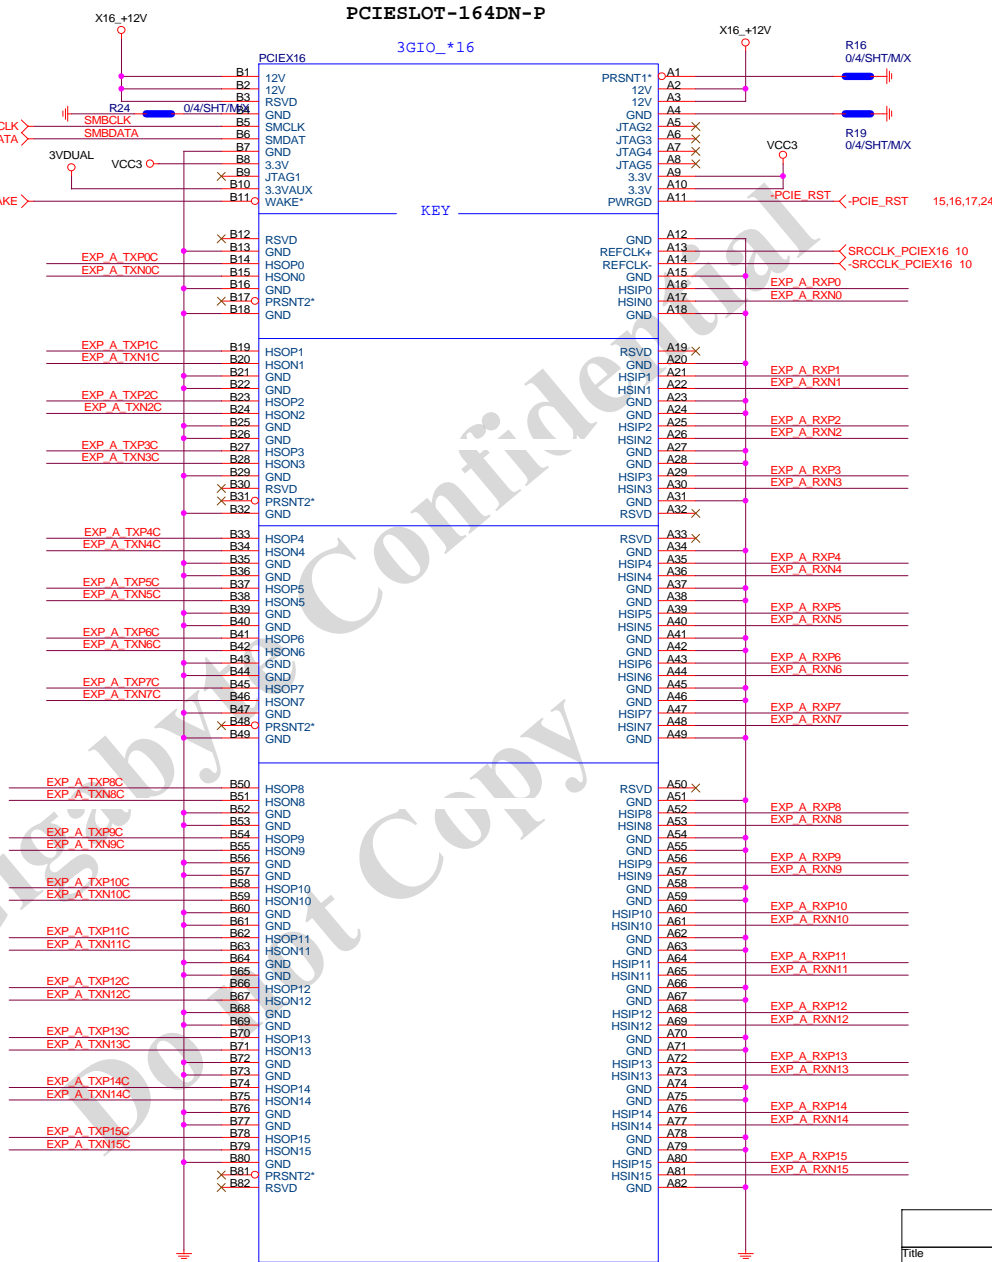 PCIESLOT-164DN-P
X16_+12V
X16_+12V
3GIO_*16
PCIEX16
R16
0/4/SHT/M/X
B1 12V PRSNT1* A1
B2 12V 12V A2
B3 RSVD 12V A3
R24 0/4/SHT/M/X B4 GND GND A4
CLK SMBCLK B5 SMCLK JTAG2 A5
ATA SMBDATA B6 SMDAT JTAG3 A6
R19
0/4/SHT/M/X
B7 GND JTAG4 A7
3VDUAL VCC3 B8 3.3V JTAG5 A8 VCC3
B9 JTAG1 3.3V A9
B10 3.3VAUX 3.3V A10
AKE B11 WAKE* PWRGD A11 -PCIE_RST -PCIE_RST 15,16,17,24
KEY
B12 RSVD GND A12
B13 GND REFCLK+ A13 SRCCLK_PCIEX16 10
EXP_A_TXP0C B14 HSOP0 REFCLK- A14 -SRCCLK_PCIEX16 10
EXP_A_TXN0C B15 HSON0 GND A15
B16 GND HSIP0 A16 EXP_A_RXP0
B17 PRSNT2* HSIN0 A17 EXP_A_RXN0
B18 GND GND A18
EXP_A_TXP1C B19 HSOP1 RSVD A19
EXP_A_TXN1C B20 HSON1 GND A20
B21 GND HSIP1 A21 EXP_A_RXP1
B22 GND HSIN1 A22 EXP_A_RXN1
EXP_A_TXP2C B23 HSOP2 GND A23
EXP_A_TXN2C B24 HSON2 GND A24
B25 GND HSIP2 A25 EXP_A_RXP2
B26 GND HSIN2 A26 EXP_A_RXN2
EXP_A_TXP3C B27 HSOP3 GND A27
EXP_A_TXN3C B28 HSON3 GND A28
B29 GND HSIP3 A29 EXP_A_RXP3
B30 RSVD HSIN3 A30 EXP_A_RXN3
B31 PRSNT2* GND A31
B32 GND RSVD A32
EXP_A_TXP4C B33 HSOP4 RSVD A33
EXP_A_TXN4C B34 HSON4 GND A34
B35 GND HSIP4 A35 EXP_A_RXP4
B36 GND HSIN4 A36 EXP_A_RXN4
EXP_A_TXP5C B37 HSOP5 GND A37
EXP_A_TXN5C B38 HSON5 GND A38
B39 GND HSIP5 A39 EXP_A_RXP5
B40 GND HSIN5 A40 EXP_A_RXN5
EXP_A_TXP6C B41 HSOP6 GND A41
EXP_A_TXN6C B42 HSON6 GND A42
B43 GND HSIP6 A43 EXP_A_RXP6
B44 GND HSIN6 A44 EXP_A_RXN6
EXP_A_TXP7C B45 HSOP7 GND A45
EXP_A_TXN7C B46 HSON7 GND A46
B47 GND HSIP7 A47 EXP_A_RXP7
B48 PRSNT2* HSIN7 A48 EXP_A_RXN7
B49 GND GND A49
EXP_A_TXP8C B50 HSOP8 RSVD A50
EXP_A_TXN8C B51 HSON8 GND A51
B52 GND HSIP8 A52 EXP_A_RXP8
B53 GND HSIN8 A53 EXP_A_RXN8
EXP_A_TXP9C B54 HSOP9 GND A54
EXP_A_TXN9C B55 HSON9 GND A55
B56 GND HSIP9 A56 EXP_A_RXP9
B57 GND HSIN9 A57 EXP_A_RXN9
EXP_A_TXP10C B58 HSOP10 GND A58
EXP_A_TXN10C B59 HSON10 GND A59
B60 GND HSIP10 A60 EXP_A_RXP10
B61 GND HSIN10 A61 EXP_A_RXN10
EXP_A_TXP11C B62 HSOP11 GND A62
EXP_A_TXN11C B63 HSON11 GND A63
B64 GND HSIP11 A64 EXP_A_RXP11
B65 GND HSIN11 A65 EXP_A_RXN11
EXP_A_TXP12C B66 HSOP12 GND A66
EXP_A_TXN12C B67 HSON12 GND A67
B68 GND HSIP12 A68 EXP_A_RXP12
B69 GND HSIN12 A69 EXP_A_RXN12
EXP_A_TXP13C B70 HSOP13 GND A70
EXP_A_TXN13C B71 HSON13 GND A71
B72 GND HSIP13 A72 EXP_A_RXP13
B73 GND HSIN13 A73 EXP_A_RXN13
EXP_A_TXP14C B74 HSOP14 GND A74
EXP_A_TXN14C B75 HSON14 GND A75
B76 GND HSIP14 A76 EXP_A_RXP14
B77 GND HSIN14 A77 EXP_A_RXN14
EXP_A_TXP15C B78 HSOP15 GND A78
EXP_A_TXN15C B79 HSON15 GND A79
B80 GND HSIP15 A80 EXP_A_RXP15
B81 PRSNT2* HSIN15 A81 EXP_A_RXN15
B82 RSVD GND A82
Title
igabyte Confidential
Do not Copy